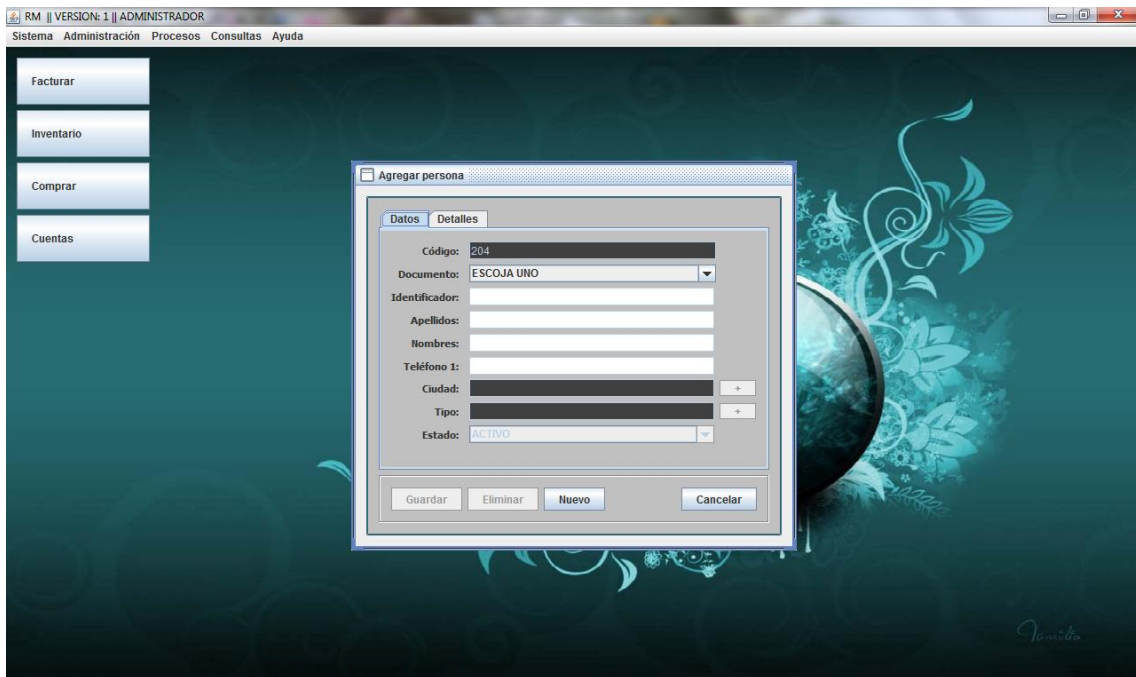 RM || VERSION: 1 || ADMINISTRADOR
Sistema Administración Procesos Consultas Ayuda
Facturar
Inventario
Comprar
Cuentas
Agregar persona
Datos Detalles
Código: 204
Documento: ESCOJA UNO
Identificador:
Apellidos:
Nombres:
Teléfono 1:
Ciudad: +
Tipo: +
Estado: ACTIVO
Guardar Eliminar Nuevo Cancelar